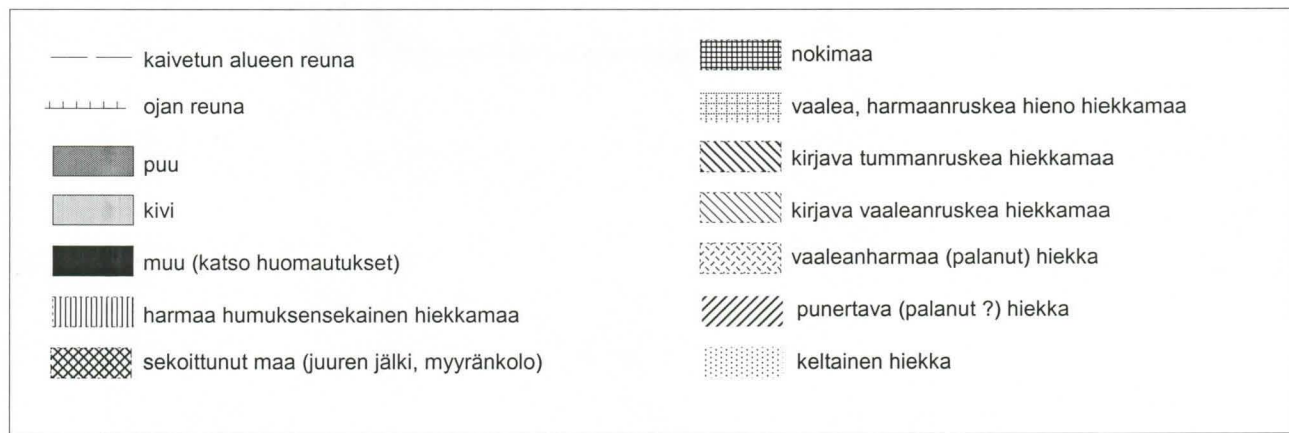 kaivetun alueen reuna
ojan reuna
puu
kivi
muu (katso huomautukset)
harmaa humuksensekainen hiekkamaa
sekoittunut maa (juuren jälki, myyränkolo)
nokimaa
vaalea, harmaanruskea hieno hiekkamaa
kirjava tummanruskea hiekkamaa
kirjava vaaleanruskea hiekkamaa
vaaleanharmaa (palanut) hiekka
punertava (palanut ?) hiekka
keltainen hiekka